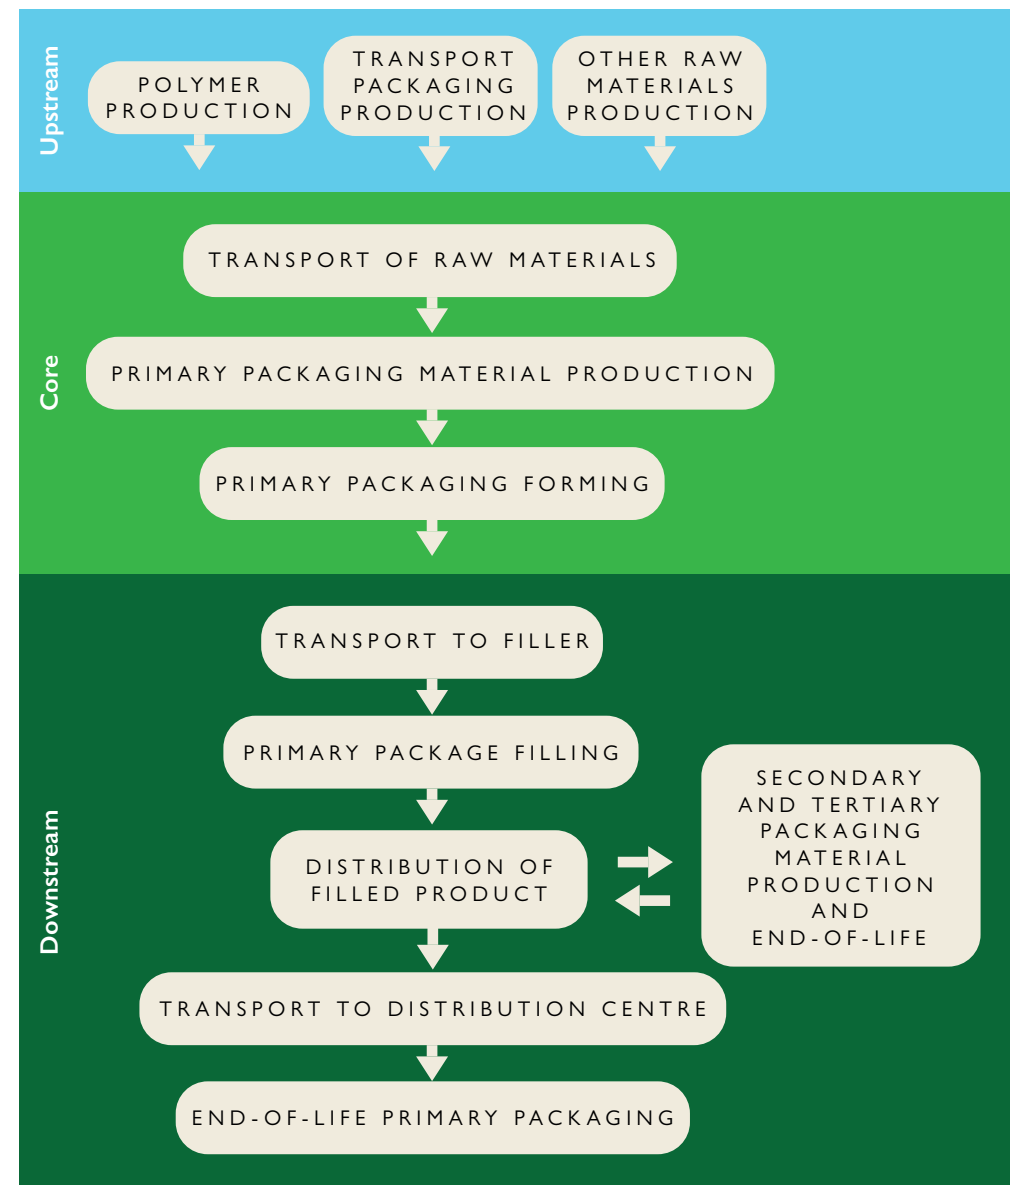 Upstream
POLYMER
PRODUCTION
TRANSPORT
PACKAGING
PRODUCTION
OTHER RAW
MATERIALS
PRODUCTION
Core
TRANSPORT OF RAW MATERIALS
PRIMARY PACKAGING MATERIAL PRODUCTION
PRIMARY PACKAGING FORMING
Downstream
TRANSPORT TO FILLER
PRIMARY PACKAGE FILLING
DISTRIBUTION OF
FILLED PRODUCT
SECONDARY
AND TERTIARY
PACKAGING
MATERIAL
PRODUCTION
AND
END-OF-LIFE
TRANSPORT TO DISTRIBUTION CENTRE
END-OF-LIFE PRIMARY PACKAGING